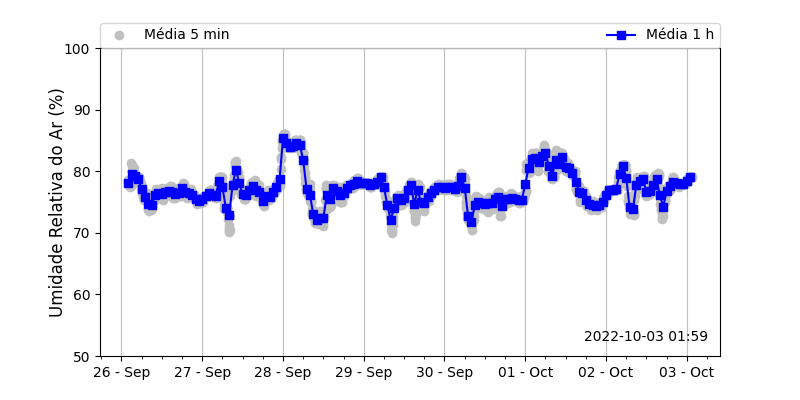 Média 5 min
Média 1 h
Umidade Relativa do Ar (%)
100
90
80
70
60
50
2022-10-03 01:59
26 - Sep
27 - Sep
28 - Sep
29 - Sep
30 - Sep
01 - Oct
02 - Oct
03 - Oct